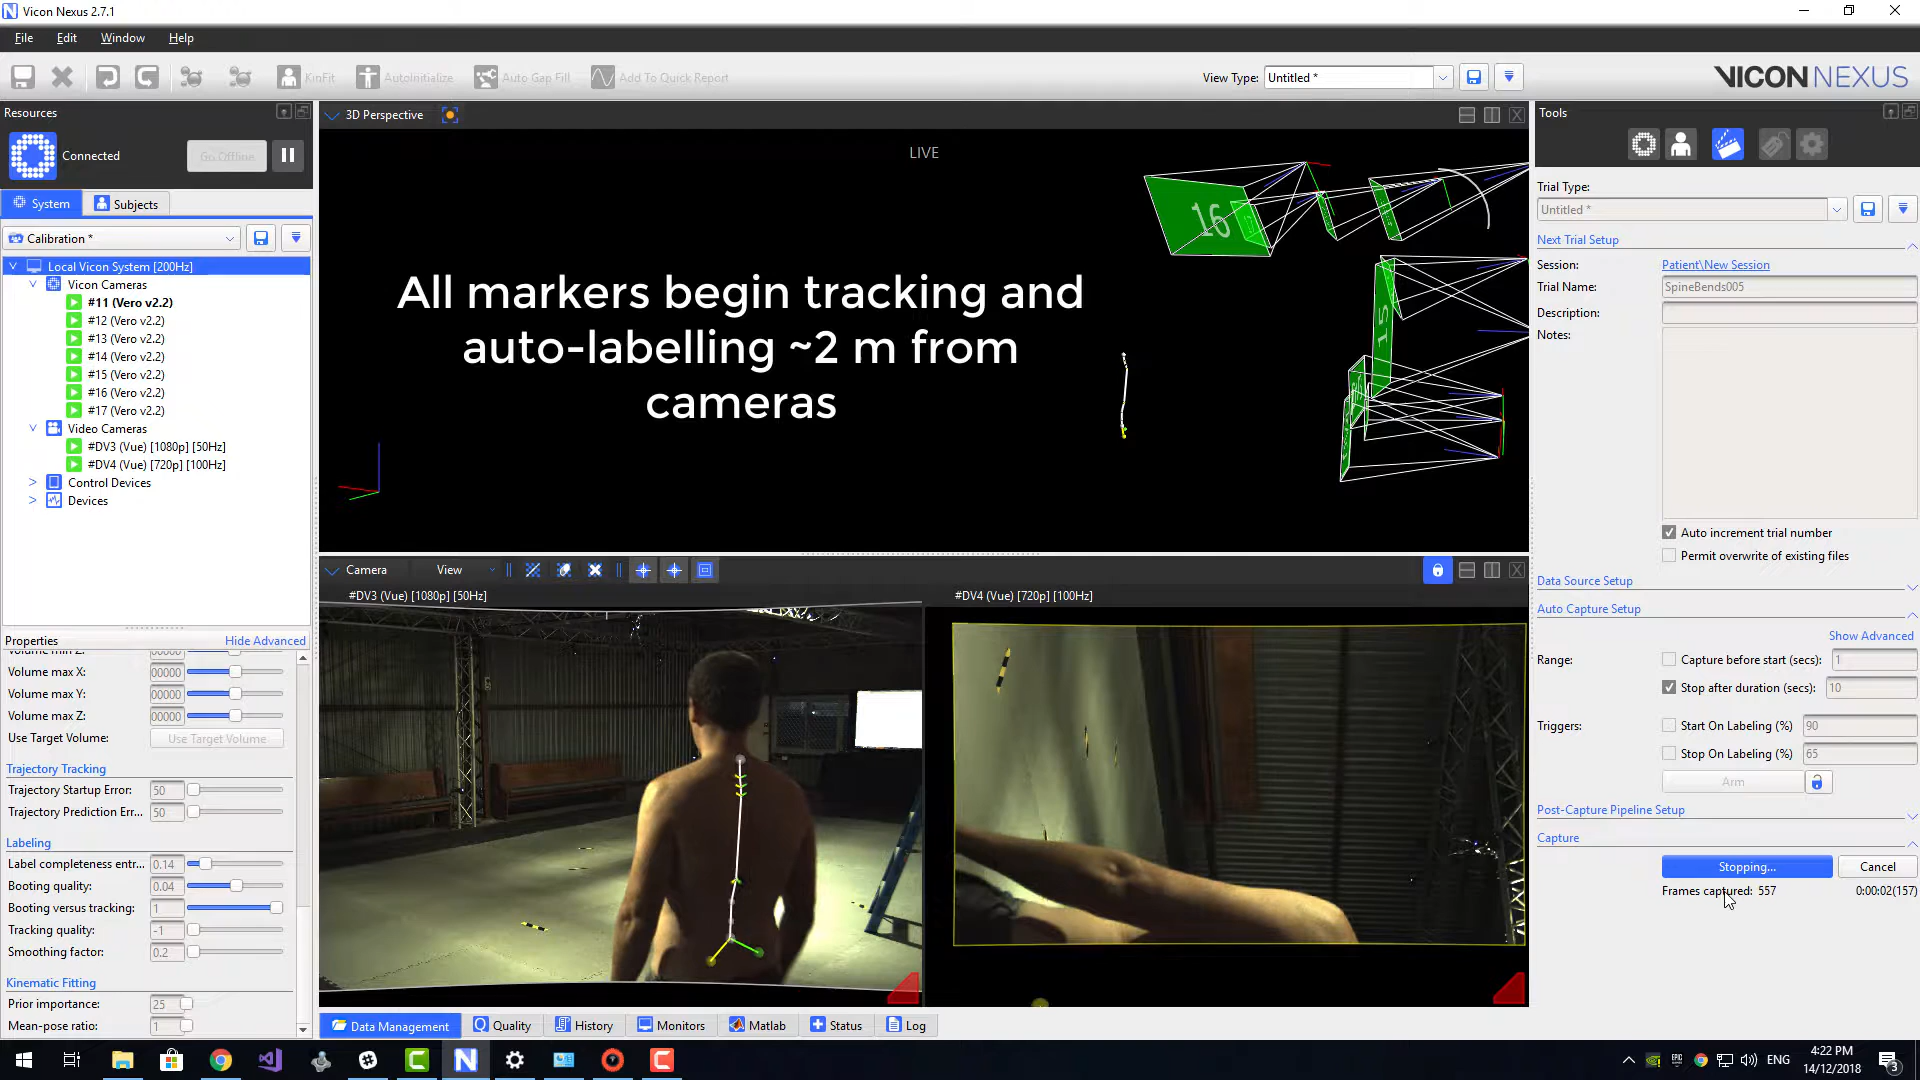 Vicon Nexus 2.7.1
File Edit Window Help
KinFit AutoInitialize Auto Gap Fill Add To Quick Report
View Type: Untitled *
VICON NEXUS
Resources
Connected
Go Offline
System Subjects
Calibration *
Local Vicon System [200Hz]
Vicon Cameras
#11 (Vero v2.2)
#12 (Vero v2.2)
#13 (Vero v2.2)
#14 (Vero v2.2)
#15 (Vero v2.2)
#16 (Vero v2.2)
#17 (Vero v2.2)
Video Cameras
#DV3 (Vue) [1080p] [50Hz]
#DV4 (Vue) [720p] [100Hz]
Control Devices
Devices
Properties Hide Advanced
Volume min Z: 00000
Volume max X: 00000
Volume max Y: 00000
Volume max Z: 00000
Use Target Volume: Use Target Volume
Trajectory Tracking
Trajectory Startup Error: 50
Trajectory Prediction Err... 50
Labeling
Label completeness entr... 0.14
Booting quality: 0.04
Booting versus tracking: 1
Tracking quality: -1
Smoothing factor: 0.2
Kinematic Fitting
Prior importance: 25
Mean-pose ratio: 1
3D Perspective
LIVE
16
15
All markers begin tracking and
auto-labelling ~2 m from
cameras
Camera View
#DV3 (Vue) [1080p] [50Hz]
#DV4 (Vue) [720p] [100Hz]
Data Management Quality History Monitors Matlab Status Log
Tools
Trial Type:
Untitled *
Next Trial Setup
Session: Patient\New Session
Trial Name: SpineBends005
Description:
Notes:
Auto increment trial number
Permit overwrite of existing files
Data Source Setup
Auto Capture Setup
Show Advanced
Range: Capture before start (secs): 1
Stop after duration (secs): 10
Triggers: Start On Labeling (%) 90
Stop On Labeling (%) 65
Arm
Post-Capture Pipeline Setup
Capture
Stopping... Cancel
Frames captured: 557 0:00:02(157)
ENG
4:22 PM
14/12/2018
3